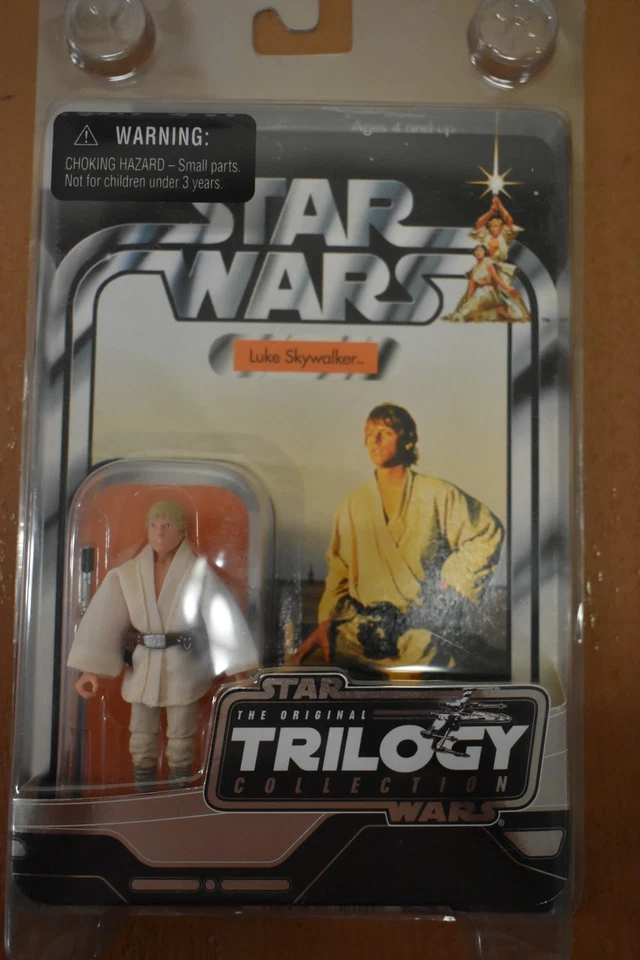 Ages 4 and up
WARNING:
CHOKING HAZARD – Small parts.
Not for children under 3 years.
STAR
WARS
Luke Skywalker™
STAR
THE ORIGINAL
TRILOGY
COLLECTION
WARS®